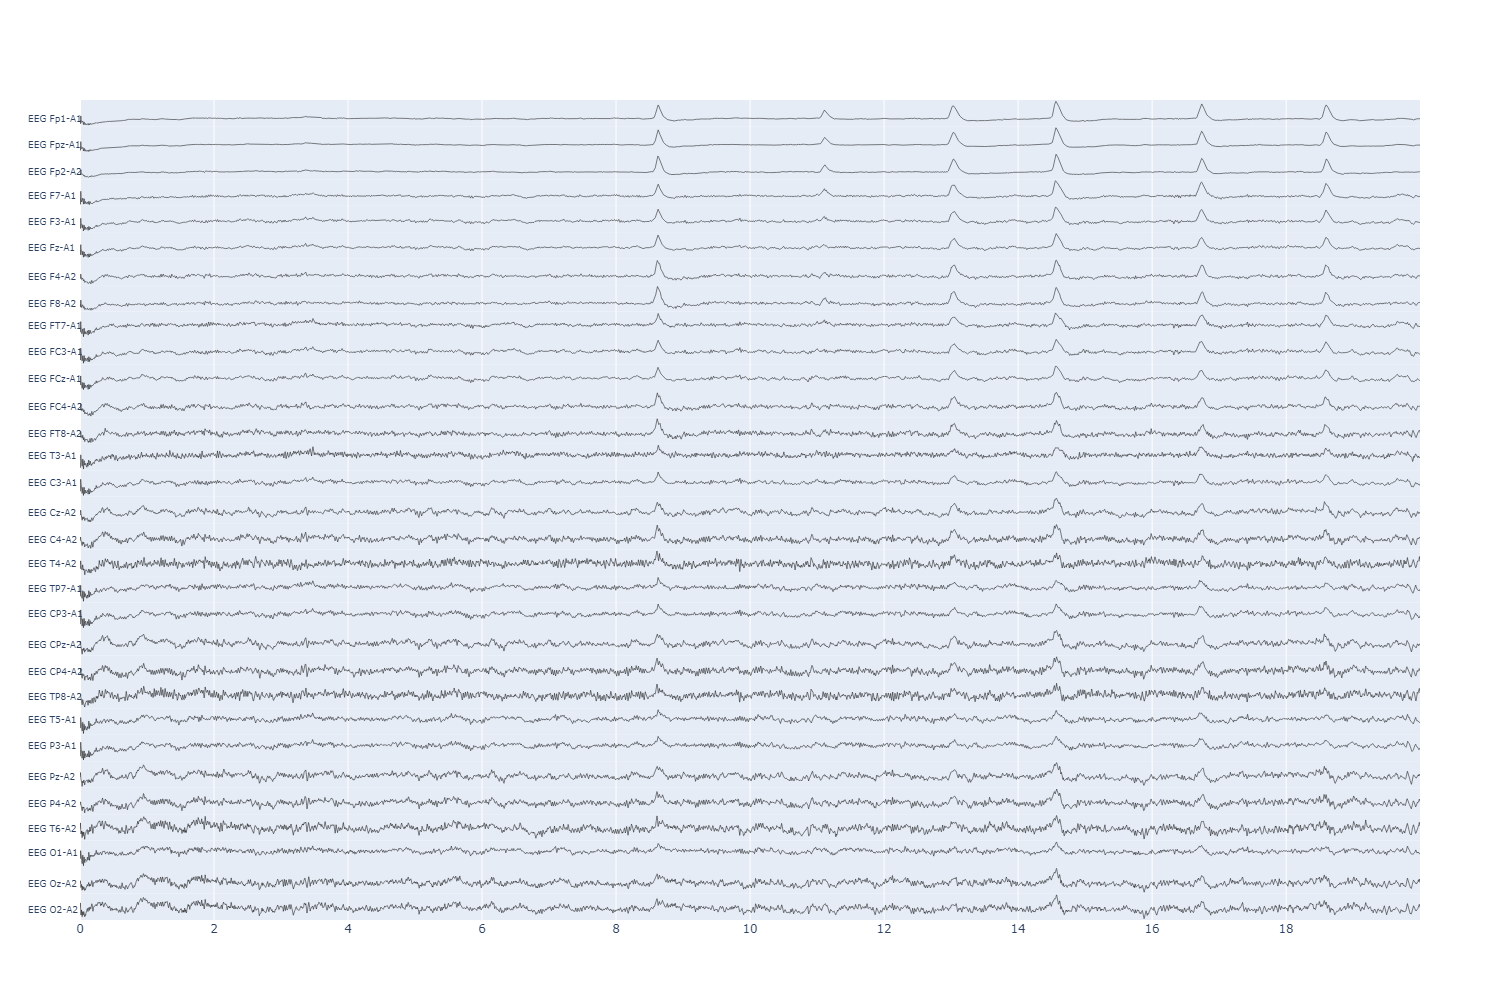 EEG Fp1-A1
EEG Fpz-A1
EEG Fp2-A2
EEG F7-A1
EEG F3-A1
EEG Fz-A1
EEG F4-A2
EEG F8-A2
EEG FT7-A1
EEG FC3-A1
EEG FCz-A1
EEG FC4-A2
EEG FT8-A2
EEG T3-A1
EEG C3-A1
EEG Cz-A2
EEG C4-A2
EEG T4-A2
EEG TP7-A1
EEG CP3-A1
EEG CPz-A2
EEG CP4-A2
EEG TP8-A2
EEG T5-A1
EEG P3-A1
EEG Pz-A2
EEG P4-A2
EEG T6-A2
EEG O1-A1
EEG Oz-A2
EEG O2-A2
0 2 4 6 8 10 12 14 16 18